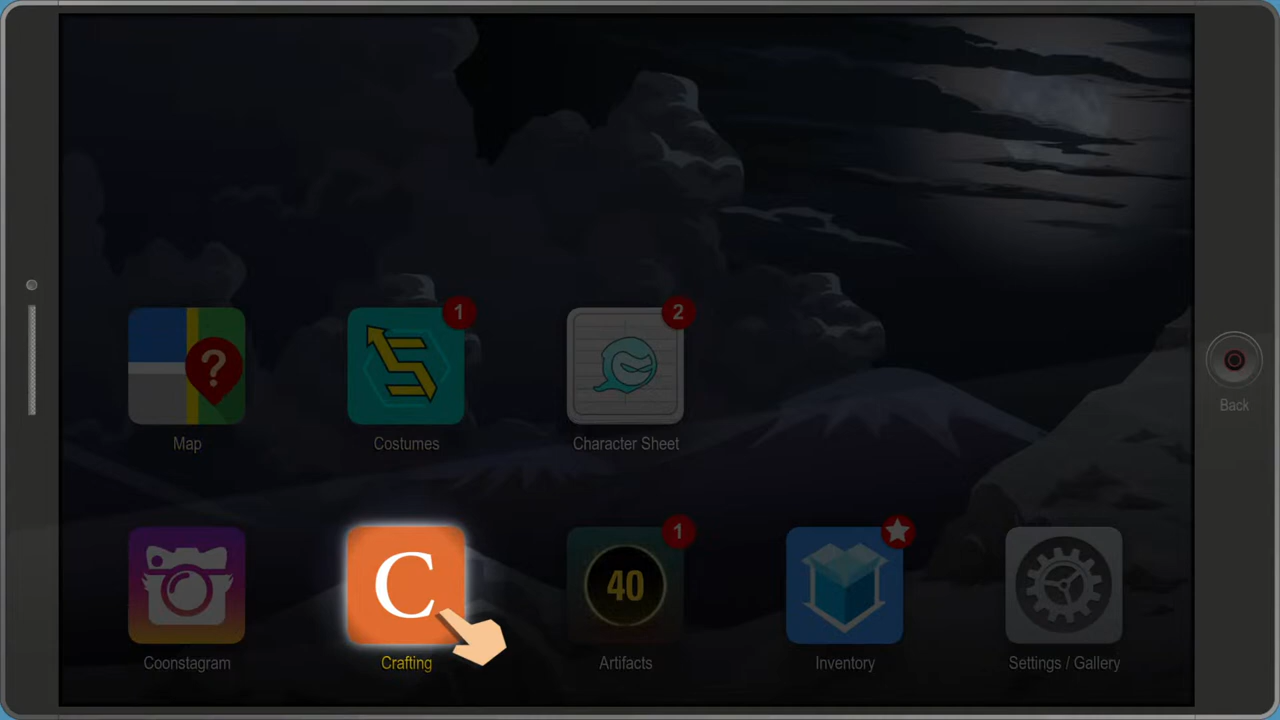 1
2
?
Map
Costumes
Character Sheet
Back
1
C
40
Coonstagram
Crafting
Artifacts
Inventory
Settings / Gallery